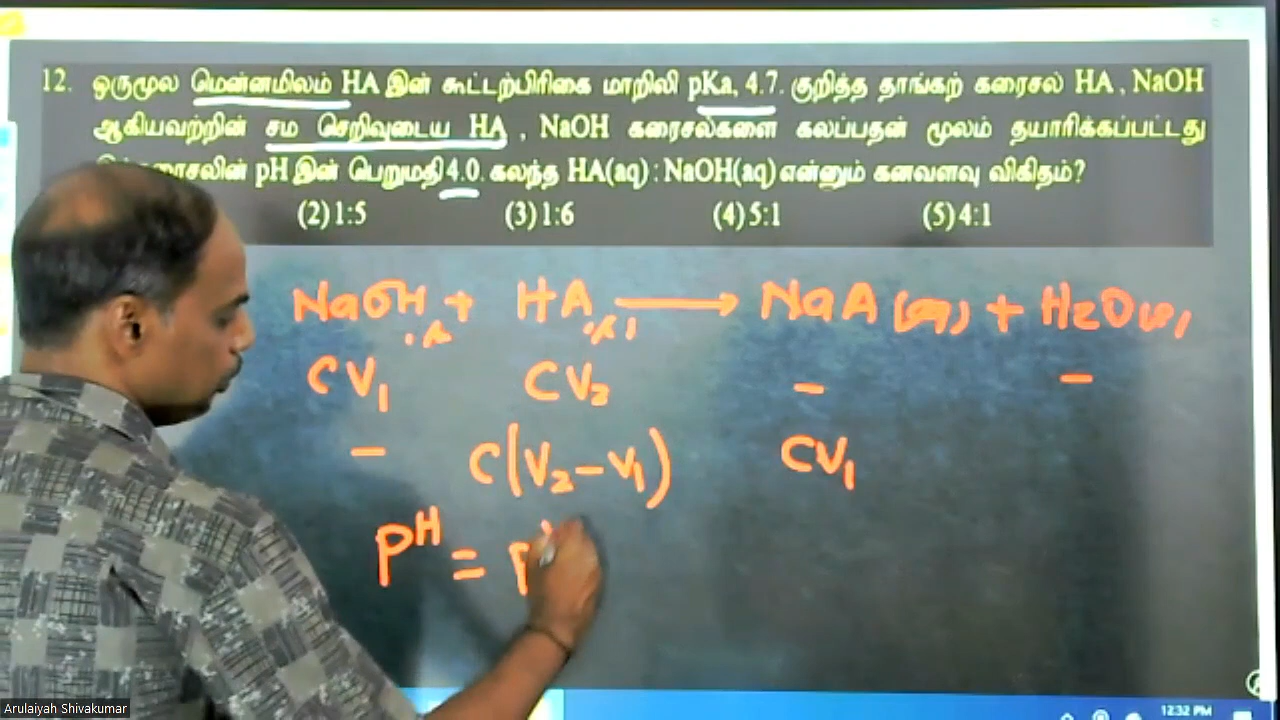 12. ஒருமூல மென்னமிலம் HA இன் கூட்டற்பிரிகை மாறிலி pKa, 4.7. குறித்த தாங்கற் கரைசல் HA , NaOH
ஆகியவற்றின் சம செறிவுடைய HA , NaOH கரைசல்களை கலப்பதன் மூலம் தயாரிக்கப்பட்டது
pH இன் பெறுமதி 4.0. கலந்த HA(aq) : NaOH(aq) என்னும் கனவளவு விகிதம்?
(2) 1:5 (3) 1:6 (4) 5:1 (5) 4:1
NaOH + HA → NaA (aq) + H2O
CV1 CV2 - -
- C(V2-V1) CV1
PH = P
Arulaiyah Shivakumar
12:32 PM